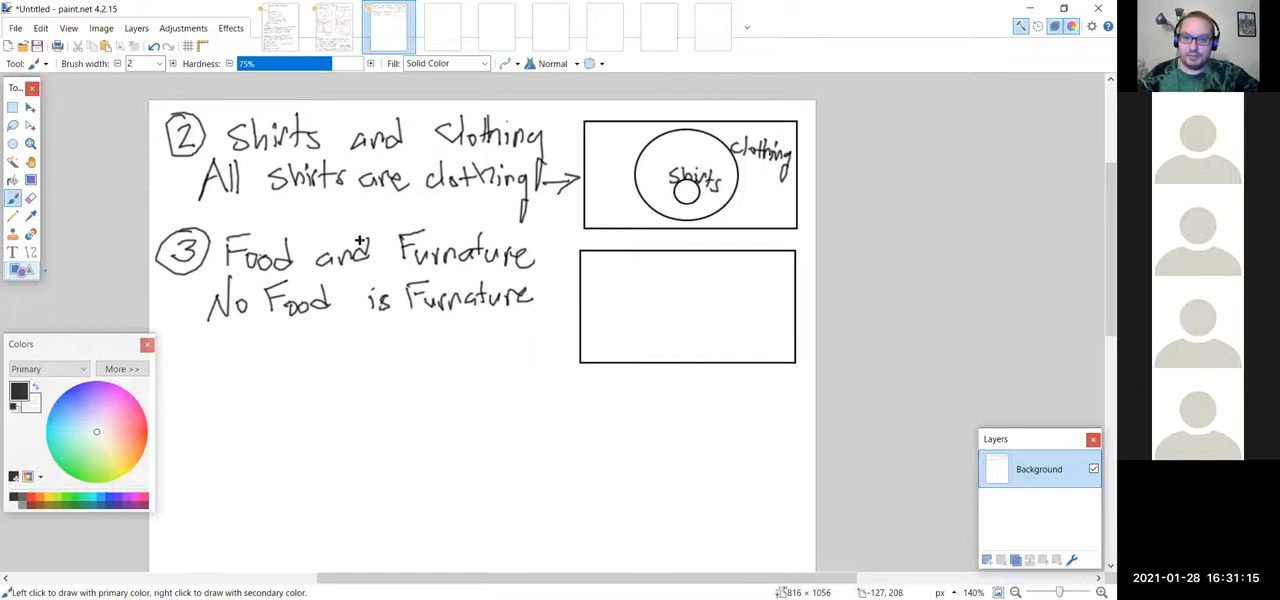 *Untitled - paint.net 4.2.15
File Edit View Image Layers Adjustments Effects
Tool: Brush width: 2 Hardness: 75% Fill: Solid Color Normal
To...
② Shirts and Clothing
All shirts are clothing
clothing
Shirts
③ Food and Furnature
No Food is Furnature
Colors
Primary More >>
Layers
Background
Left click to draw with primary color, right click to draw with secondary color.
816 x 1056 -127, 208 px 140%
2021-01-28 16:31:15